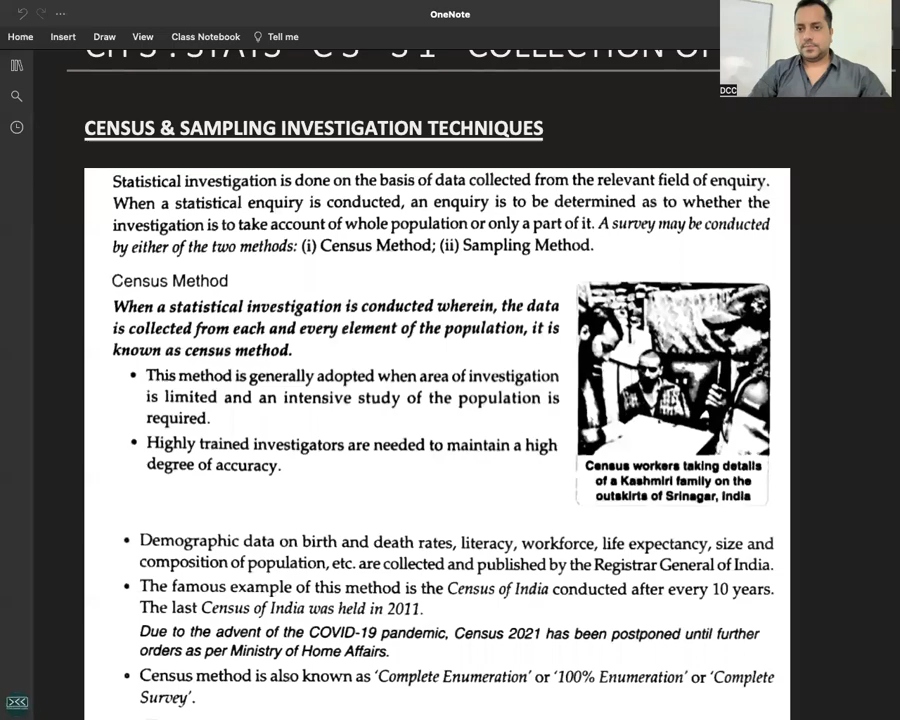 OneNote
Home Insert Draw View Class Notebook Tell me
DCC
CENSUS & SAMPLING INVESTIGATION TECHNIQUES
Statistical investigation is done on the basis of data collected from the relevant field of enquiry.
When a statistical enquiry is conducted, an enquiry is to be determined as to whether the
investigation is to take account of whole population or only a part of it. A survey may be conducted
by either of the two methods: (i) Census Method; (ii) Sampling Method.
Census Method
When a statistical investigation is conducted wherein, the data
is collected from each and every element of the population, it is
known as census method.
• This method is generally adopted when area of investigation
is limited and an intensive study of the population is
required.
• Highly trained investigators are needed to maintain a high
degree of accuracy.
Census workers taking details
of a Kashmiri family on the
outskirts of Srinagar, India
• Demographic data on birth and death rates, literacy, workforce, life expectancy, size and
composition of population, etc. are collected and published by the Registrar General of India.
• The famous example of this method is the Census of India conducted after every 10 years.
The last Census of India was held in 2011.
Due to the advent of the COVID-19 pandemic, Census 2021 has been postponed until further
orders as per Ministry of Home Affairs.
• Census method is also known as 'Complete Enumeration' or '100% Enumeration' or 'Complete
Survey'.